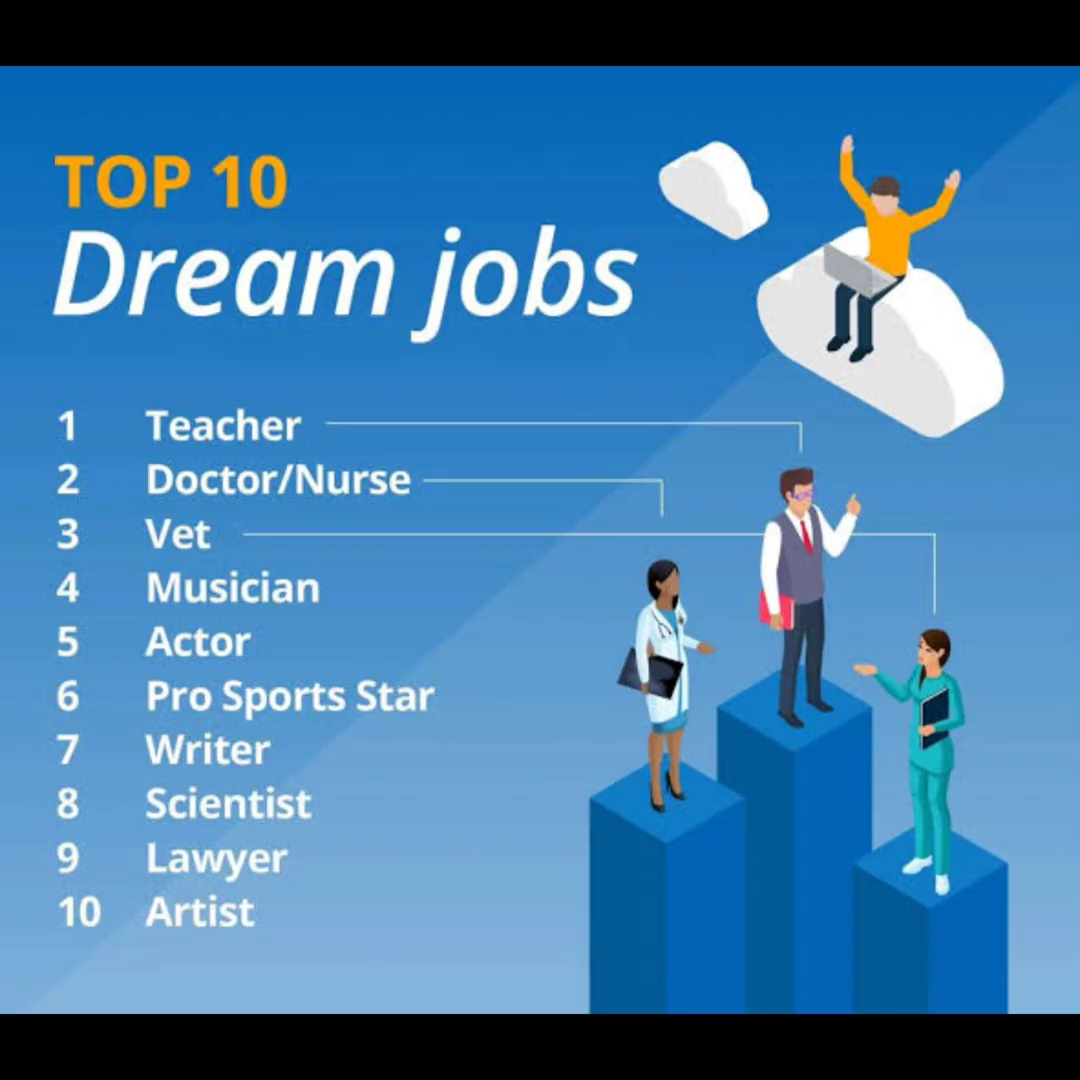 TOP 10
Dream jobs
1 Teacher
2 Doctor/Nurse
3 Vet
4 Musician
5 Actor
6 Pro Sports Star
7 Writer
8 Scientist
9 Lawyer
10 Artist